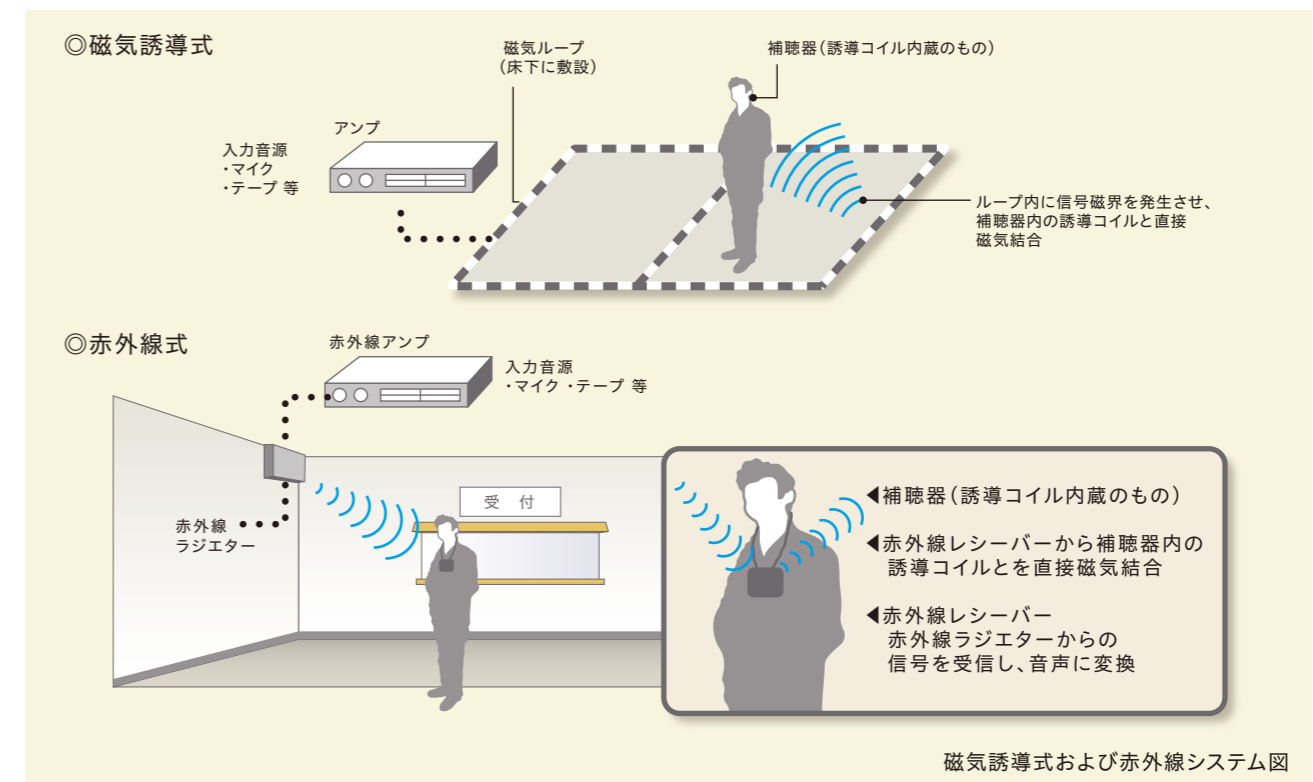 ◎磁気誘導式
磁気ループ
(床下に敷設)
補聴器(誘導コイル内蔵のもの)
アンプ
入力音源
・マイク
・テープ 等
ループ内に信号磁界を発生させ、
補聴器内の誘導コイルと直接
磁気結合
◎赤外線式
赤外線アンプ
入力音源
・マイク ・テープ 等
受 付
赤外線
ラジエター
◀補聴器(誘導コイル内蔵のもの)
◀赤外線レシーバーから補聴器内の
誘導コイルとを直接磁気結合
◀赤外線レシーバー
赤外線ラジエターからの
信号を受信し、音声に変換
磁気誘導式および赤外線システム図